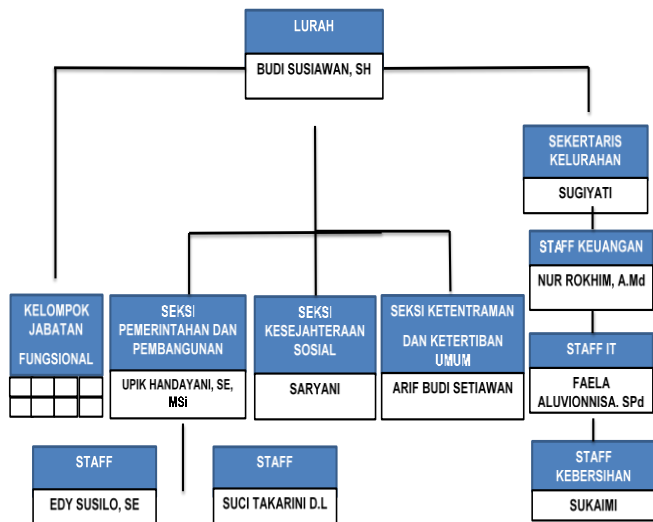 LURAH
BUDI SUSIAWAN, SH
SEKERTARIS
KELURAHAN
SUGIYATI
STAFF KEUANGAN
NUR ROKHIM, A.Md
KELOMPOK
JABATAN
FUNGSIONAL
SEKSI
PEMERINTAHAN DAN
PEMBANGUNAN
UPIK HANDAYANI, SE,
MSi
SEKSI
KESEJAHTERAAN
SOSIAL
SARYANI
SEKSI KETENTRAMAN
DAN KETERTIBAN
UMUM
ARIF BUDI SETIAWAN
STAFF IT
FAELA
ALUVIONNISA. SPd
STAFF
EDY SUSILO, SE
STAFF
SUCI TAKARINI D.L
STAFF
KEBERSIHAN
SUKAIMI